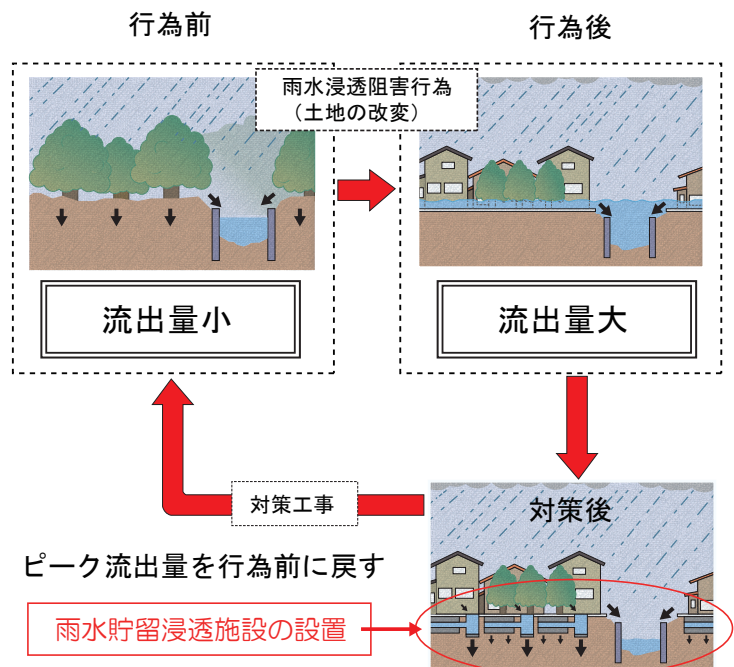 行為前
行為後
雨水浸透阻害行為
（土地の改変）
流出量小
流出量大
対策工事
対策後
ピーク流出量を行為前に戻す
雨水貯留浸透施設の設置